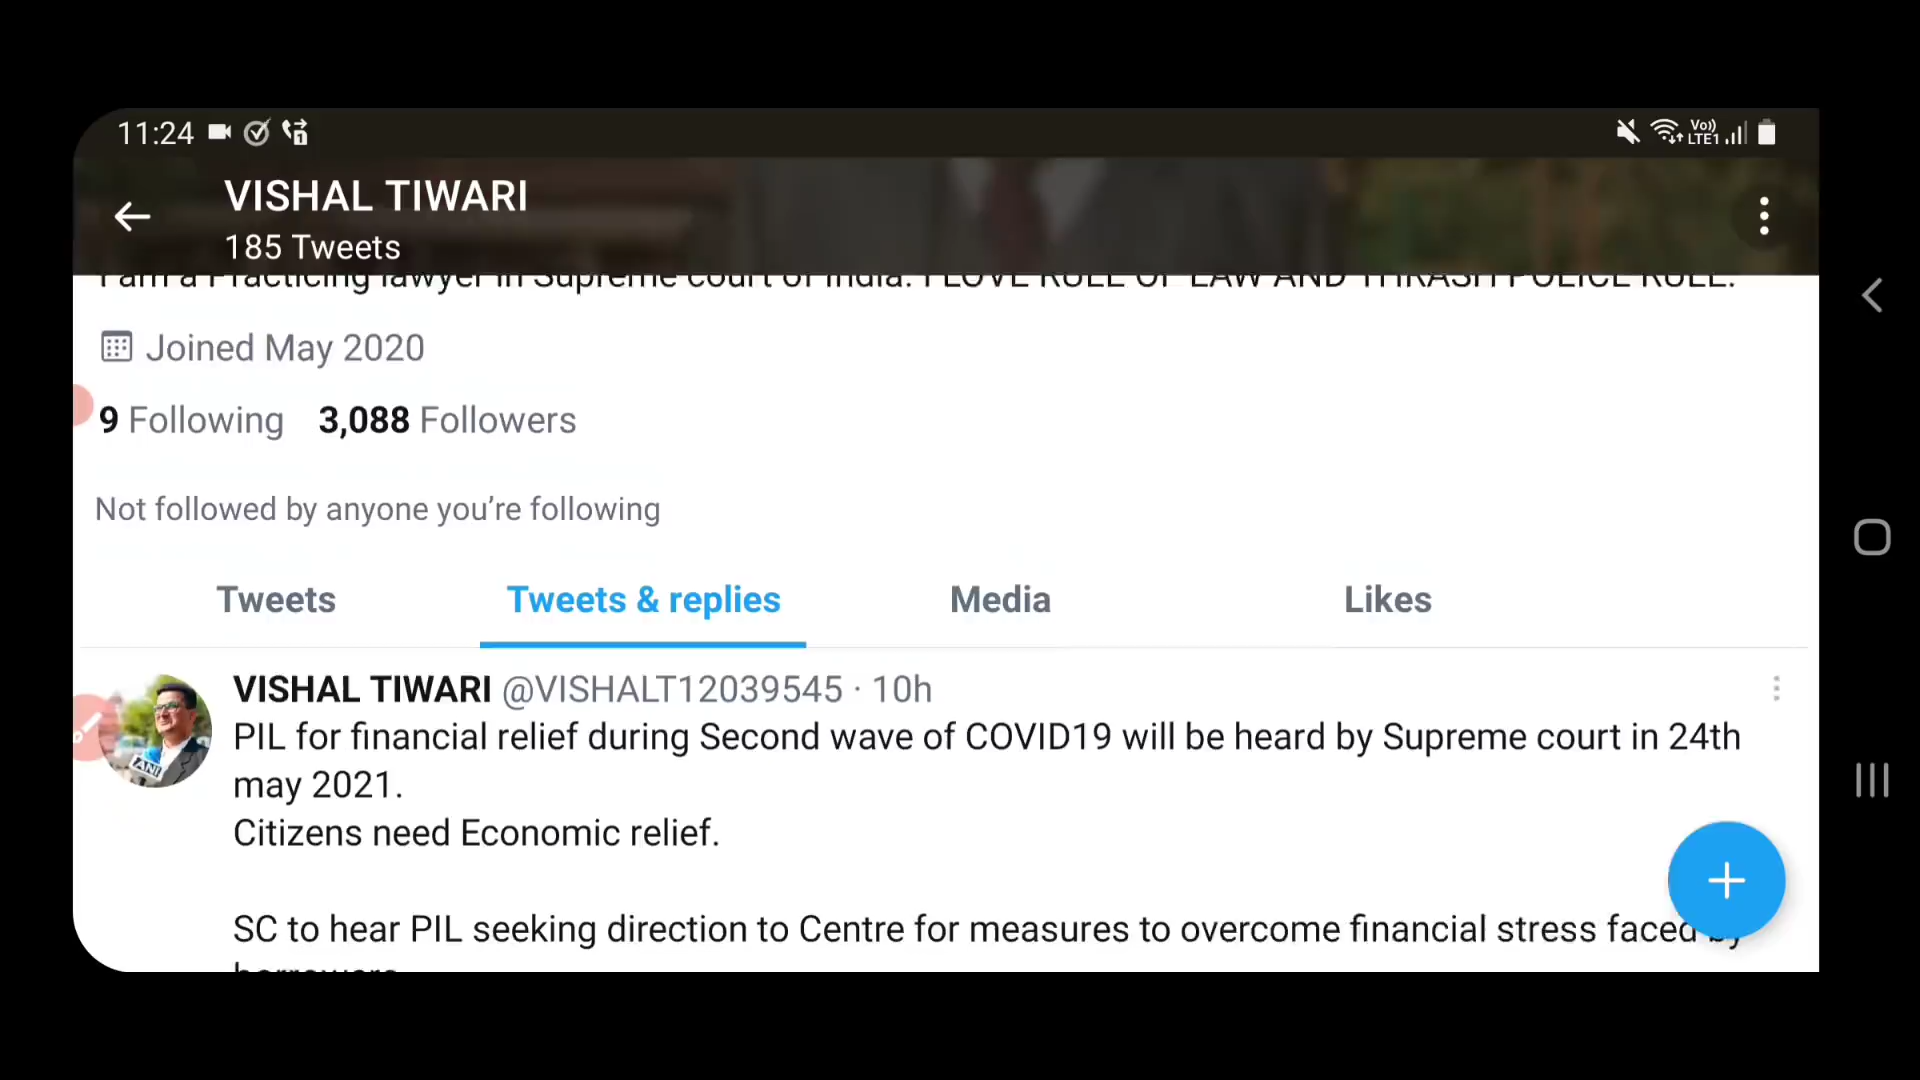 11:24
Vo)) LTE1
VISHAL TIWARI
185 Tweets
I am a Practicing lawyer in Supreme court of India. I LOVE RULE OF LAW AND THRASH POLICE RULE.
Joined May 2020
9 Following 3,088 Followers
Not followed by anyone you're following
Tweets Tweets & replies Media Likes
VISHAL TIWARI @VISHALT12039545 · 10h
PIL for financial relief during Second wave of COVID19 will be heard by Supreme court in 24th
may 2021.
Citizens need Economic relief.
SC to hear PIL seeking direction to Centre for measures to overcome financial stress faced by
borrowers
ANI